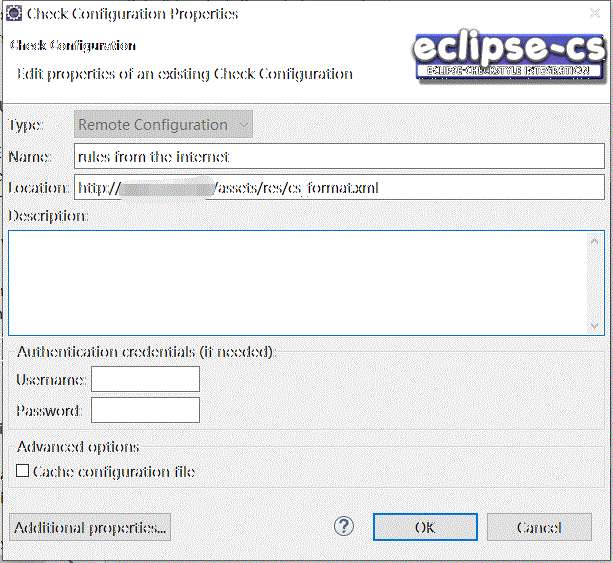 Check Configuration Properties
Check Configuration
Edit properties of an existing Check Configuration
eclipse-cs
ECLIPSE CHECKSTYLE INTEGRATION
Type: Remote Configuration
Name: rules from the internet
Location: http:// /assets/res/cs_format.xml
Description:
Authentication credentials (if needed):
Username:
Password:
Advanced options
Cache configuration file
Additional properties... ? OK Cancel